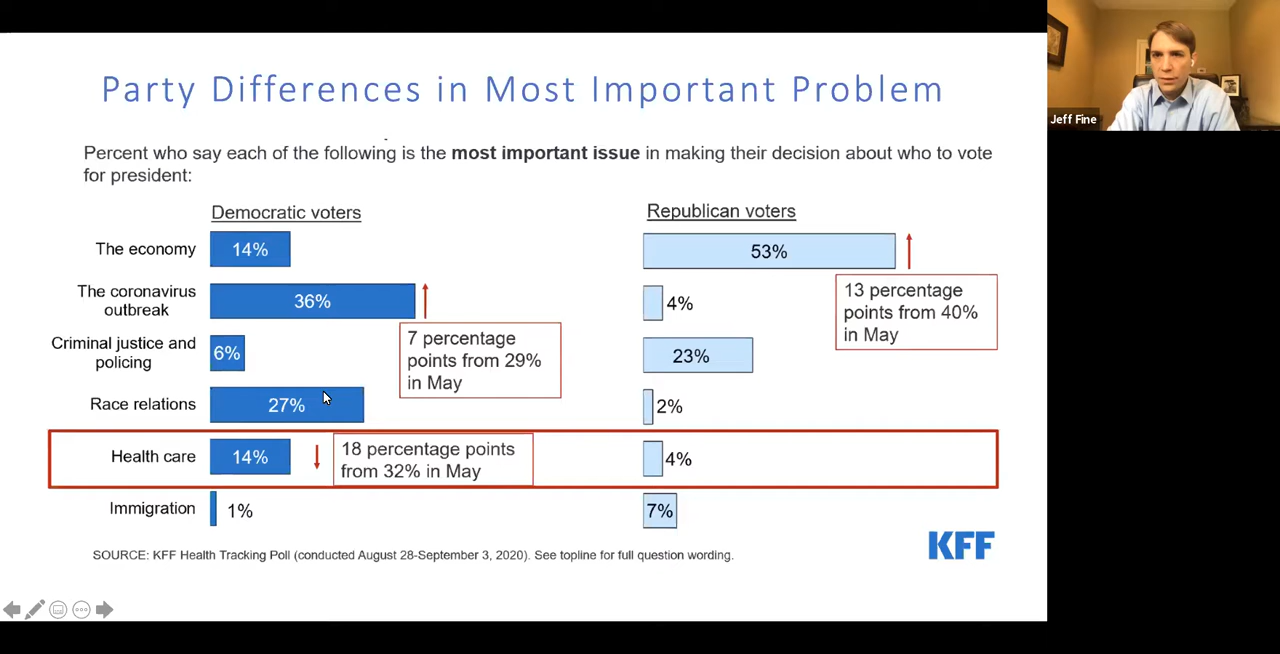 Party Differences in Most Important Problem
Jeff Fine
Percent who say each of the following is the most important issue in making their decision about who to vote
for president:
Democratic voters
Republican voters
The economy
14%
53%
The coronavirus
outbreak
36%
4%
13 percentage
points from 40%
in May
7 percentage
points from 29%
in May
Criminal justice and
policing
6%
23%
Race relations
27%
2%
Health care
14%
18 percentage points
from 32% in May
4%
Immigration
1%
7%
SOURCE: KFF Health Tracking Poll (conducted August 28-September 3, 2020). See topline for full question wording.
KFF